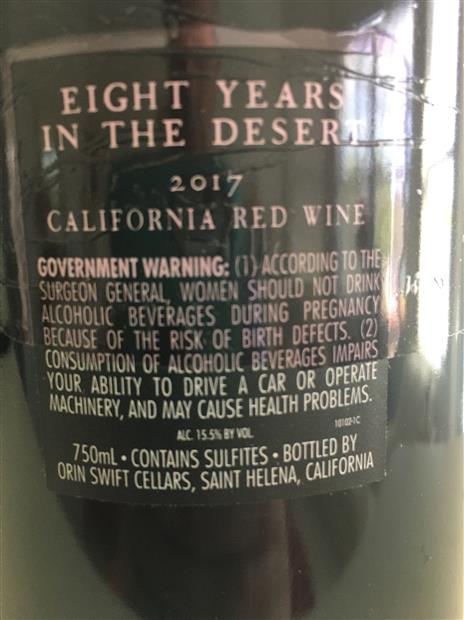 EIGHT YEARS
IN THE DESERT
2017
CALIFORNIA RED WINE
GOVERNMENT WARNING: (1) ACCORDING TO THE
SURGEON GENERAL, WOMEN SHOULD NOT DRINK
ALCOHOLIC BEVERAGES DURING PREGNANCY
BECAUSE OF THE RISK OF BIRTH DEFECTS. (2)
CONSUMPTION OF ALCOHOLIC BEVERAGES IMPAIRS
YOUR ABILITY TO DRIVE A CAR OR OPERATE
MACHINERY, AND MAY CAUSE HEALTH PROBLEMS.
10102-1C
ALC. 15.5% BY VOL.
750mL • CONTAINS SULFITES • BOTTLED BY
ORIN SWIFT CELLARS, SAINT HELENA, CALIFORNIA